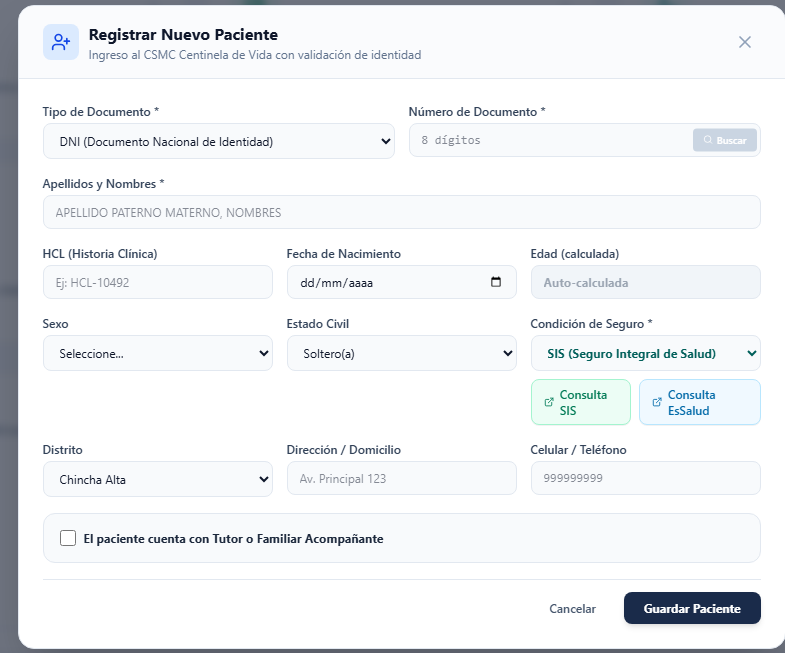 Registrar Nuevo Paciente
Ingreso al CSMC Centinela de Vida con validación de identidad
Tipo de Documento *
Número de Documento *
DNI (Documento Nacional de Identidad)
8 dígitos
Buscar
Apellidos y Nombres *
APELLIDO PATERNO MATERNO, NOMBRES
HCL (Historia Clínica)
Fecha de Nacimiento
Edad (calculada)
Ej: HCL-10492
dd/mm/aaaa
Auto-calculada
Sexo
Estado Civil
Condición de Seguro *
Seleccione...
Soltero(a)
SIS (Seguro Integral de Salud)
Consulta
SIS
Consulta
EsSalud
Distrito
Dirección / Domicilio
Celular / Teléfono
Chincha Alta
Av. Principal 123
999999999
El paciente cuenta con Tutor o Familiar Acompañante
Cancelar
Guardar Paciente